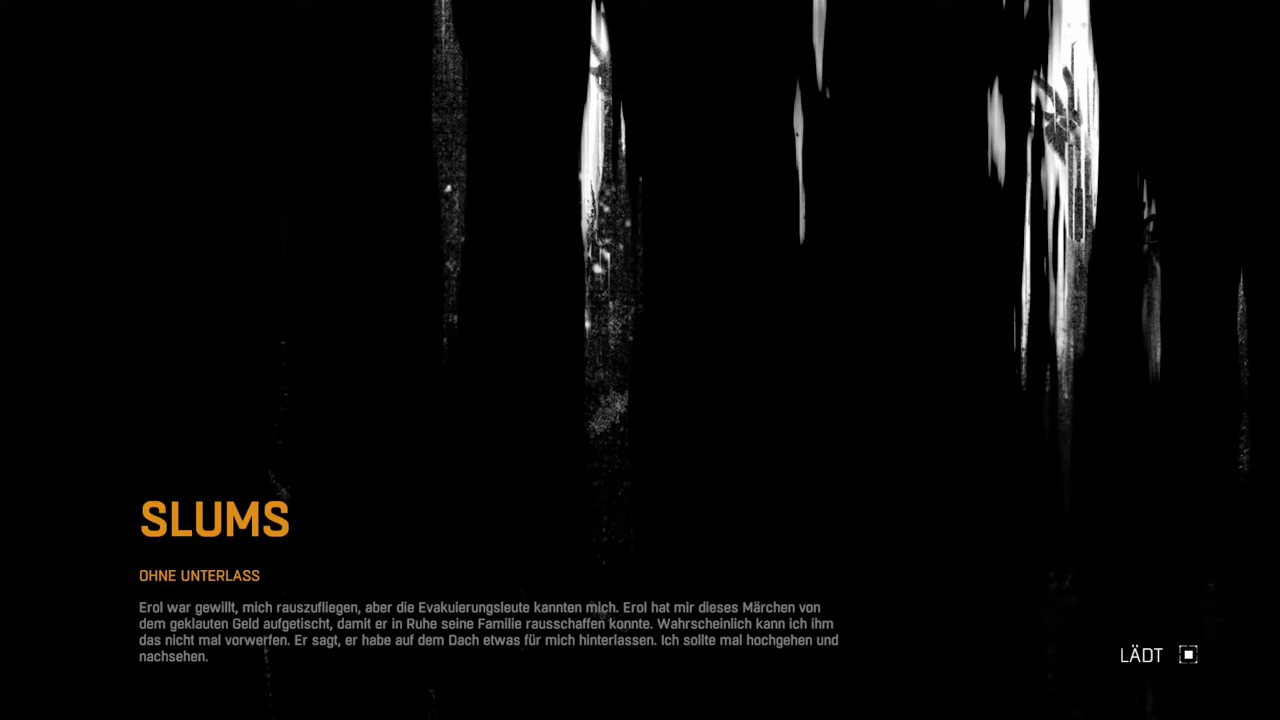 SLUMS
OHNE UNTERLASS
Erol war gewillt, mich rauszufliegen, aber die Evakuierungsleute kannten mich. Erol hat mir dieses Märchen von
dem geklauten Geld aufgetischt, damit er in Ruhe seine Familie rausschaffen konnte. Wahrscheinlich kann ich ihm
das nicht mal vorwerfen. Er sagt, er habe auf dem Dach etwas für mich hinterlassen. Ich sollte mal hochgehen und
nachsehen.
LÄDT